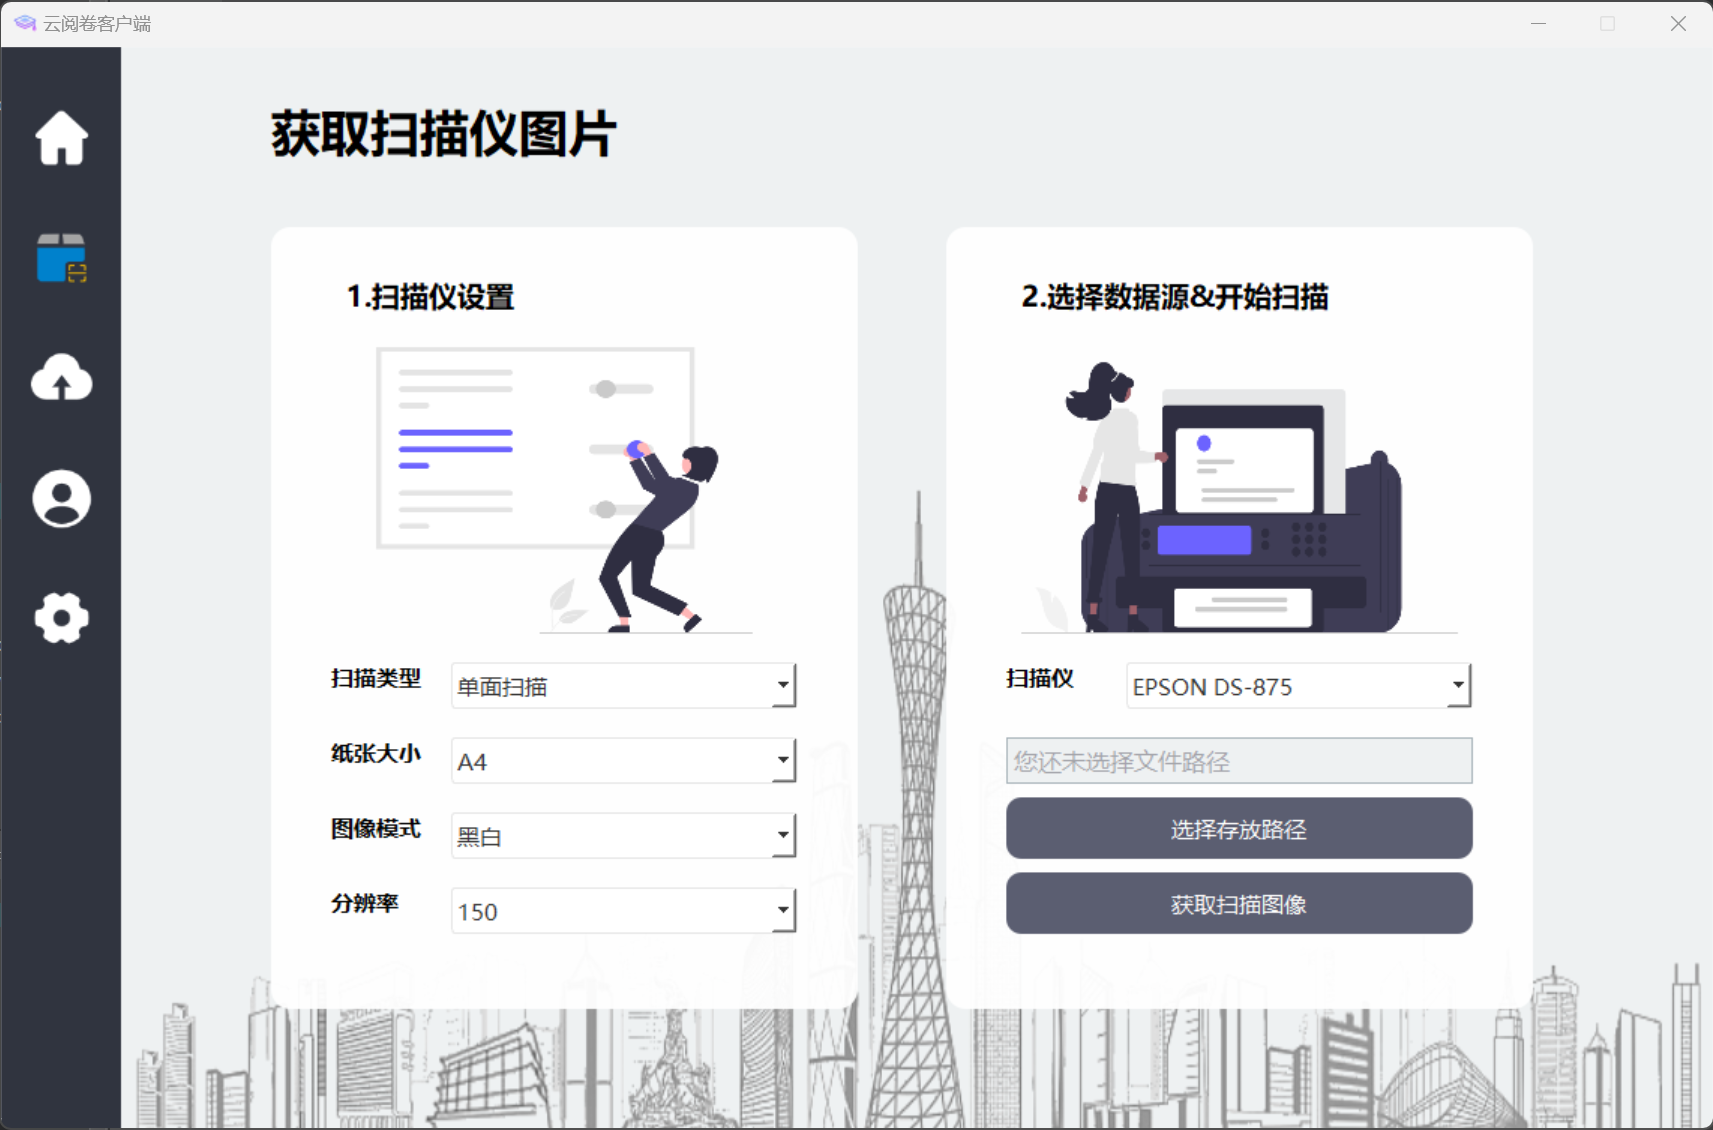 云阅卷客户端
获取扫描仪图片
1.扫描仪设置
扫描类型
单面扫描
纸张大小
A4
图像模式
黑白
分辨率
150
2.选择数据源&开始扫描
扫描仪
EPSON DS-875
您还未选择文件路径
选择存放路径
获取扫描图像